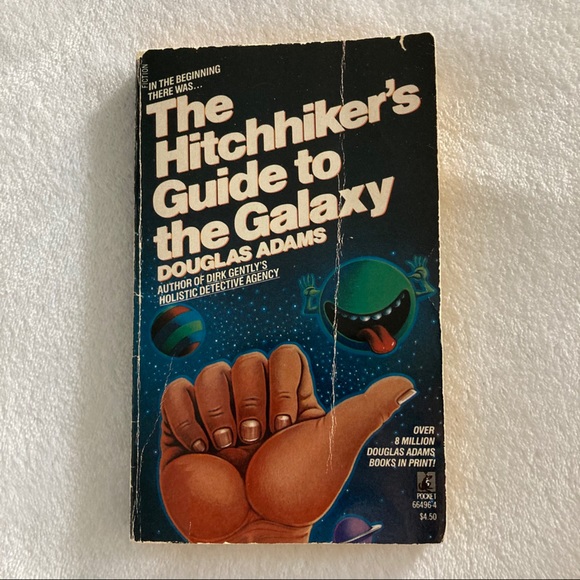 FICTION
IN THE BEGINNING
THERE WAS...
The
Hitchhiker's
Guide to
the Galaxy
DOUGLAS ADAMS
AUTHOR OF DIRK GENTLY'S
HOLISTIC DETECTIVE AGENCY
OVER
8 MILLION
DOUGLAS ADAMS
BOOKS IN PRINT!
POCKET
66496-4
$4.50